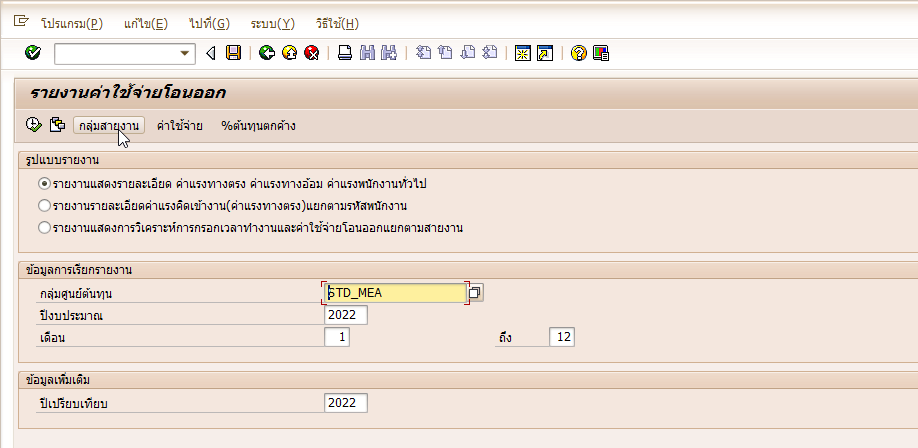 โปรแกรม(P) แก้ไข(E) ไปที่(G) ระบบ(Y) วิธีใช้(H)
รายงานค่าใช้จ่ายโอนออก
กลุ่มสายงาน ค่าใช้จ่าย %ต้นทุนตกค้าง
รูปแบบรายงาน
รายงานแสดงรายละเอียด ค่าแรงทางตรง ค่าแรงทางอ้อม ค่าแรงพนักงานทั่วไป
รายงานรายละเอียดค่าแรงคิดเข้างาน(ค่าแรงทางตรง)แยกตามรหัสพนักงาน
รายงานแสดงการวิเคราะห์การกรอกเวลาทำงานและค่าใช้จ่ายโอนออกแยกตามสายงาน
ข้อมูลการเรียกรายงาน
กลุ่มศูนย์ต้นทุน STD_MEA
ปีงบประมาณ 2022
เดือน 1 ถึง 12
ข้อมูลเพิ่มเติม
ปีเปรียบเทียบ 2022